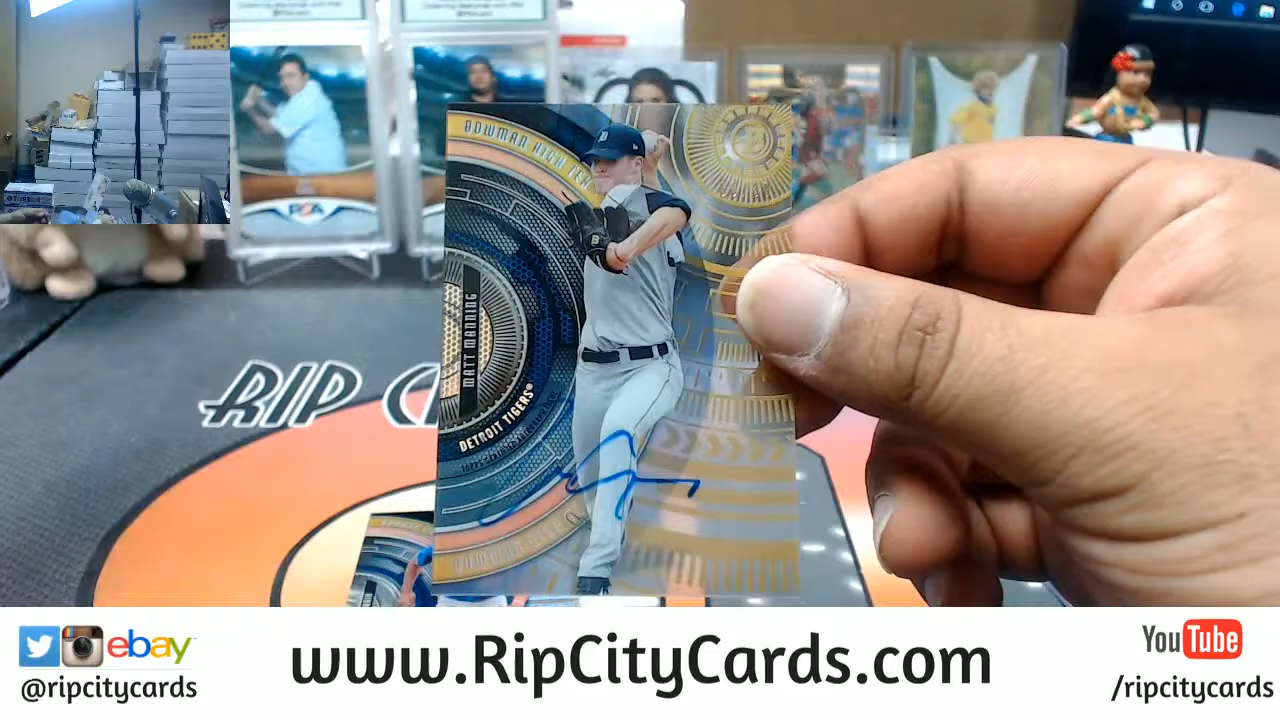 BOWMAN HIGH TEK
MATT MANNING
DETROIT TIGERS®
RIP C
ebay
www.RipCityCards.com
YouTube
@ripcitycards
/ripcitycards